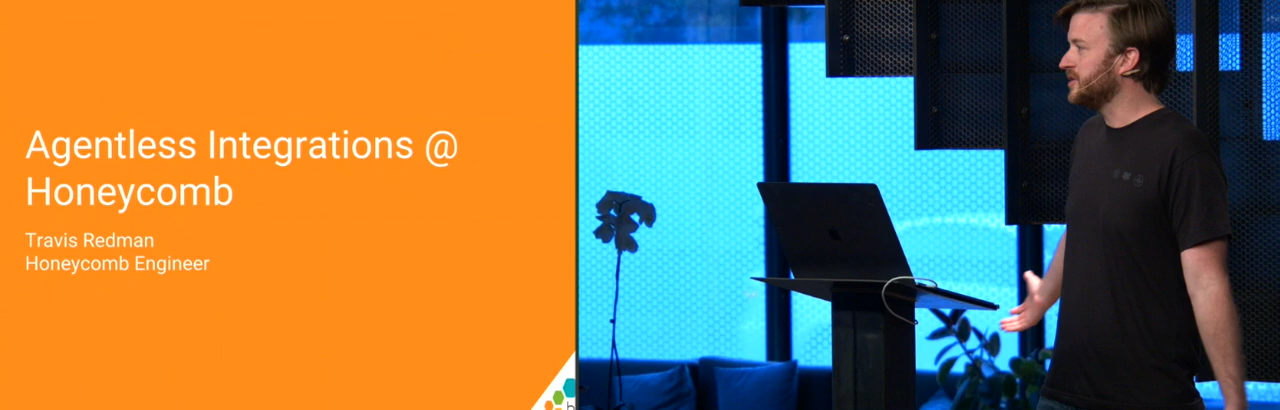 Agentless Integrations @
Honeycomb
Travis Redman
Honeycomb Engineer